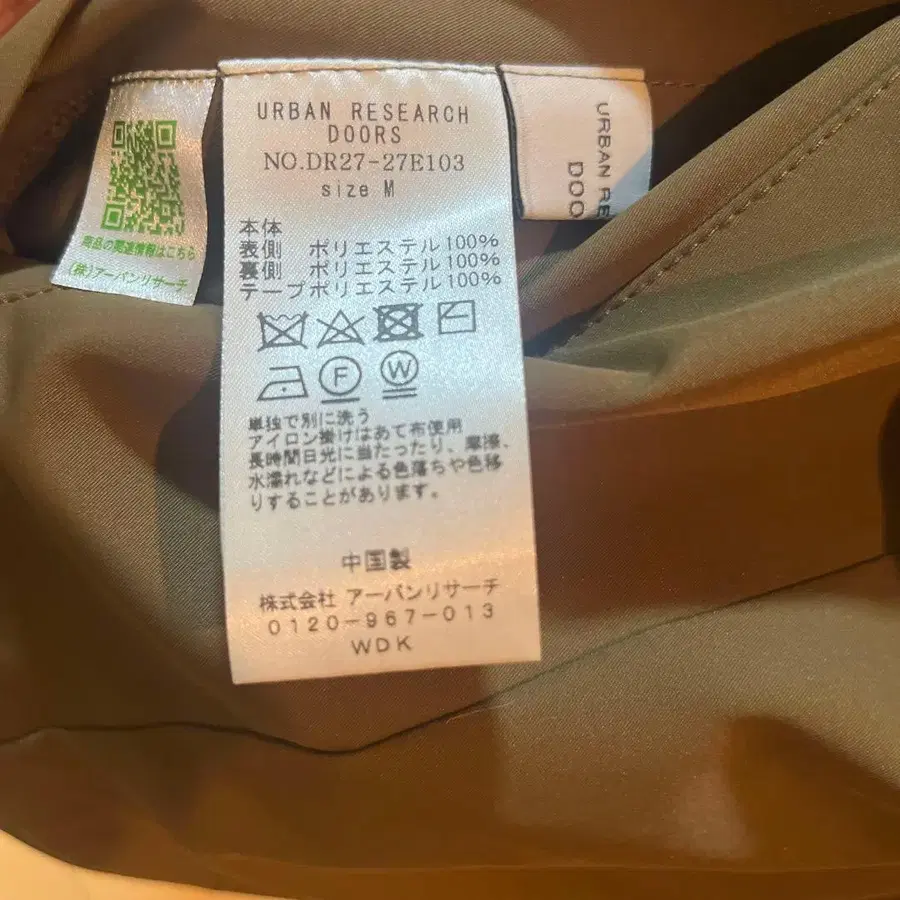 URBAN RESEARCH
DOORS
NO.DR27-27E103
size M
本体
表側 ポリエステル100%
裏側 ポリエステル100%
テープポリエステル100%
F
W
単独で別に洗う
アイロン掛けはあて布使用
長時間日光に当たったり、摩擦、
水濡れなどによる色落ちや色移
りすることがあります。
中国製
株式会社 アーバンリサーチ
0120-967-013
WDK
商品の関連情報はこちら
(株)アーバンリサーチ
URBAN RE
DOO